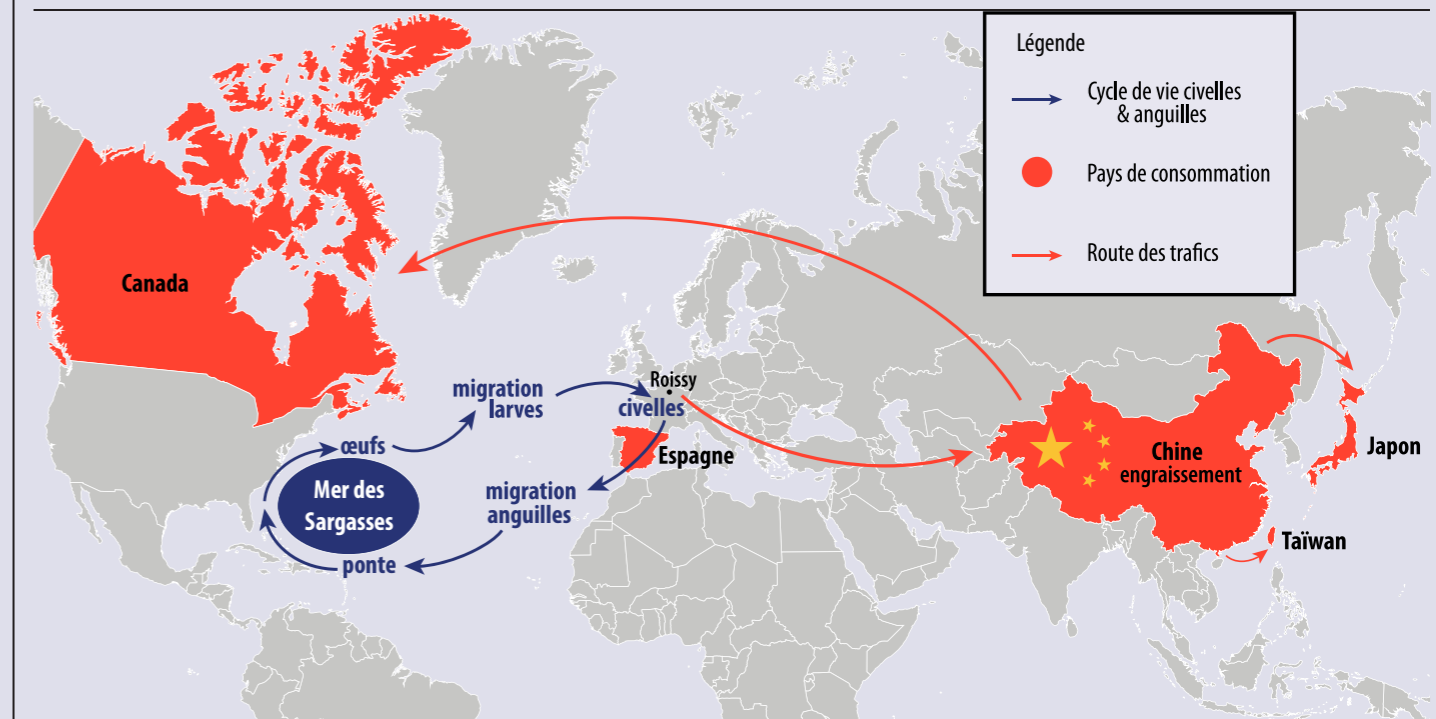 Légende
Cycle de vie civelles
& anguilles
Pays de consommation
Route des trafics
Canada
migration
larves
Roissy
civelles
Espagne
œufs
Mer des
Sargasses
migration
anguilles
ponte
Chine
engraissement
Japon
Taïwan